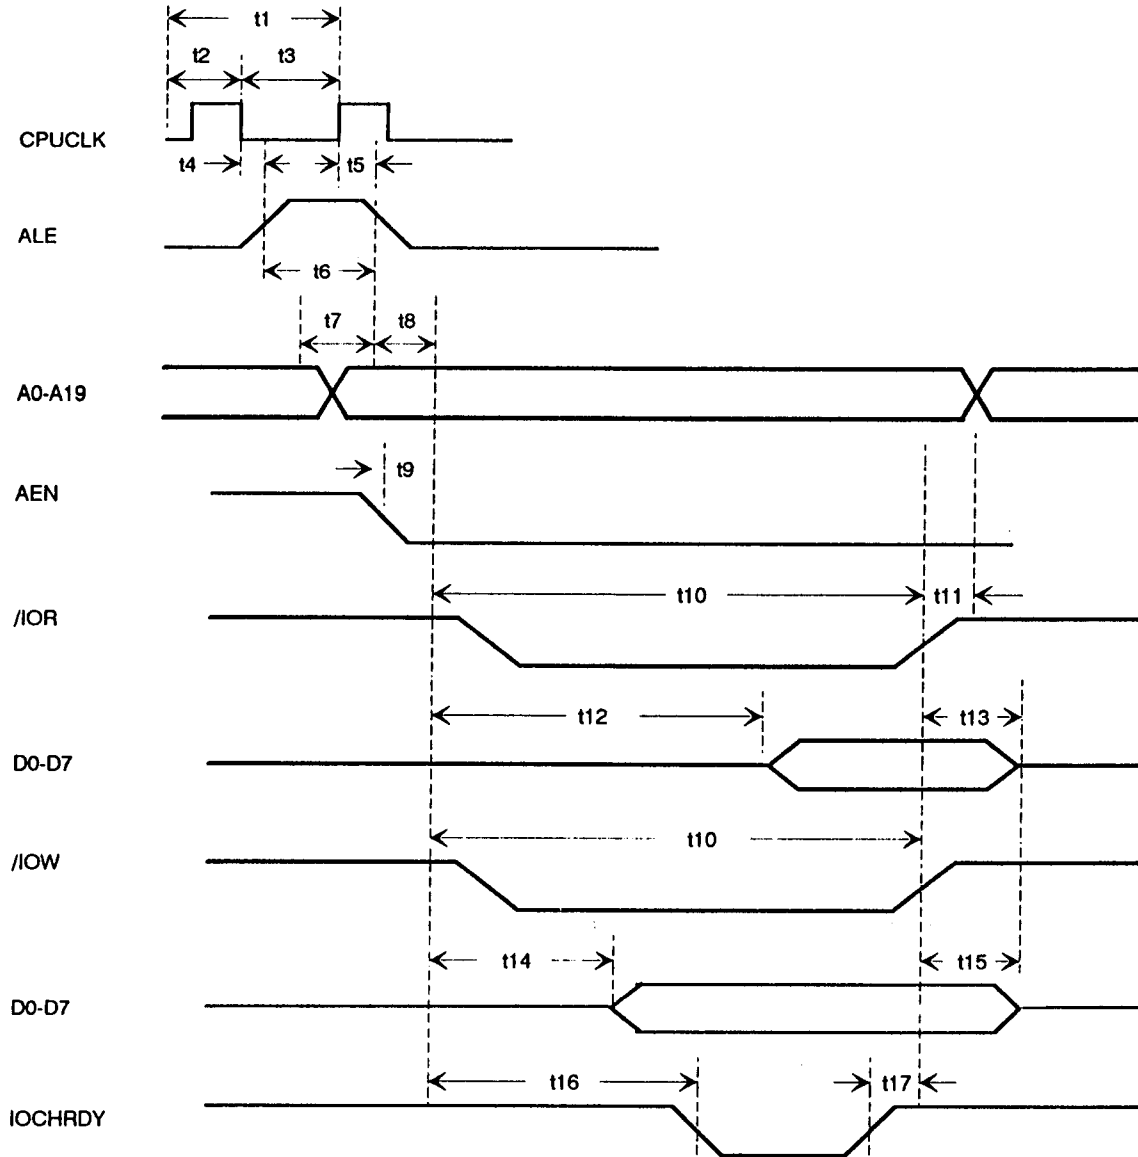 t1
t2 t3
CPUCLK
t4 t5
ALE
t6
t7 t8
A0-A19
t9
AEN
t10 t11
/IOR
t12 t13
D0-D7
t10
/IOW
t14 t15
D0-D7
t16 t17
IOCHRDY